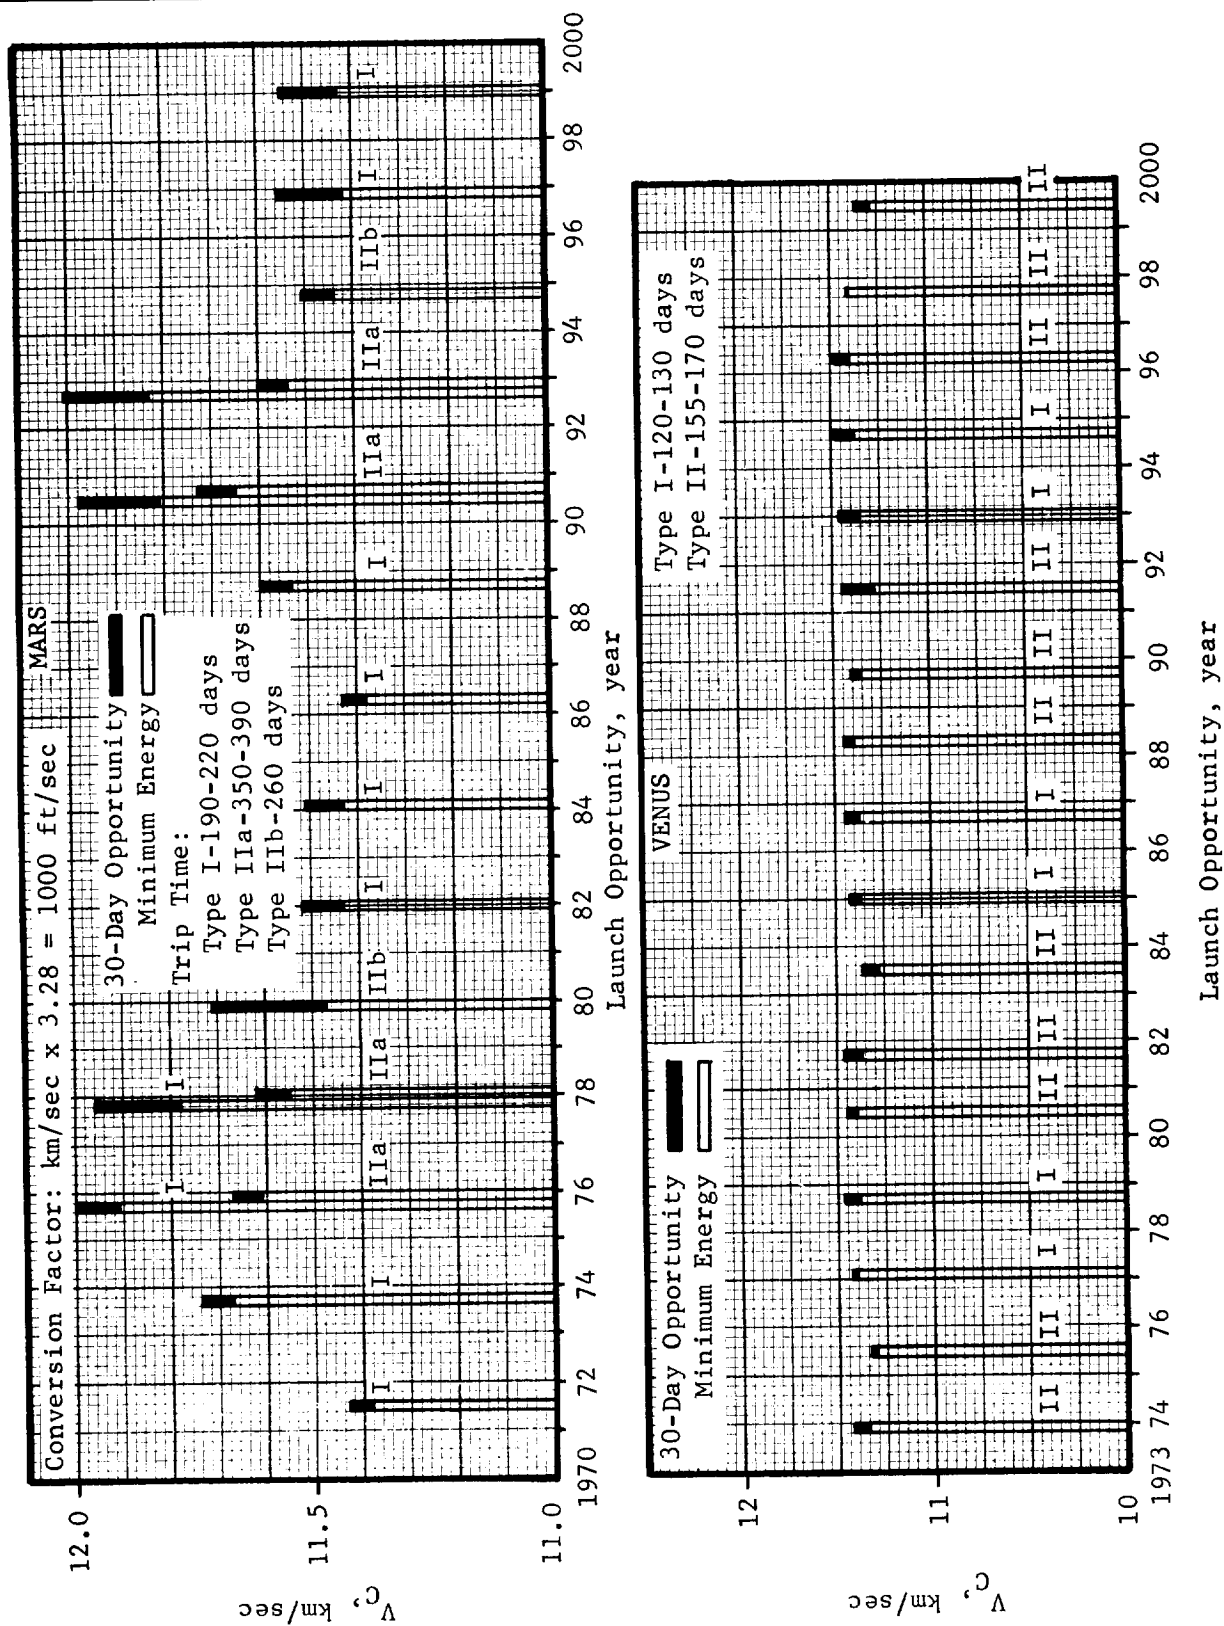 Conversion Factor: km/sec x 3.28 = 1000 ft/sec
MARS
30-Day Opportunity
Minimum Energy
Trip Time:
Type I-190-220 days
Type IIa-350-390 days
Type IIb-260 days
I I
I I IIa IIa IIb I I I I IIa IIa IIb I I
12.0
11.5
11.0
V_C, km/sec
1970 72 74 76 78 80 82 84 86 88 90 92 94 96 98 2000
Launch Opportunity, year
30-Day Opportunity
Minimum Energy
VENUS
Type I-120-130 days
Type II-155-170 days
II II I I II II II I I II II II I I II II II
12
11
10
V_C, km/sec
1973 74 76 78 80 82 84 86 88 90 92 94 96 98 2000
Launch Opportunity, year